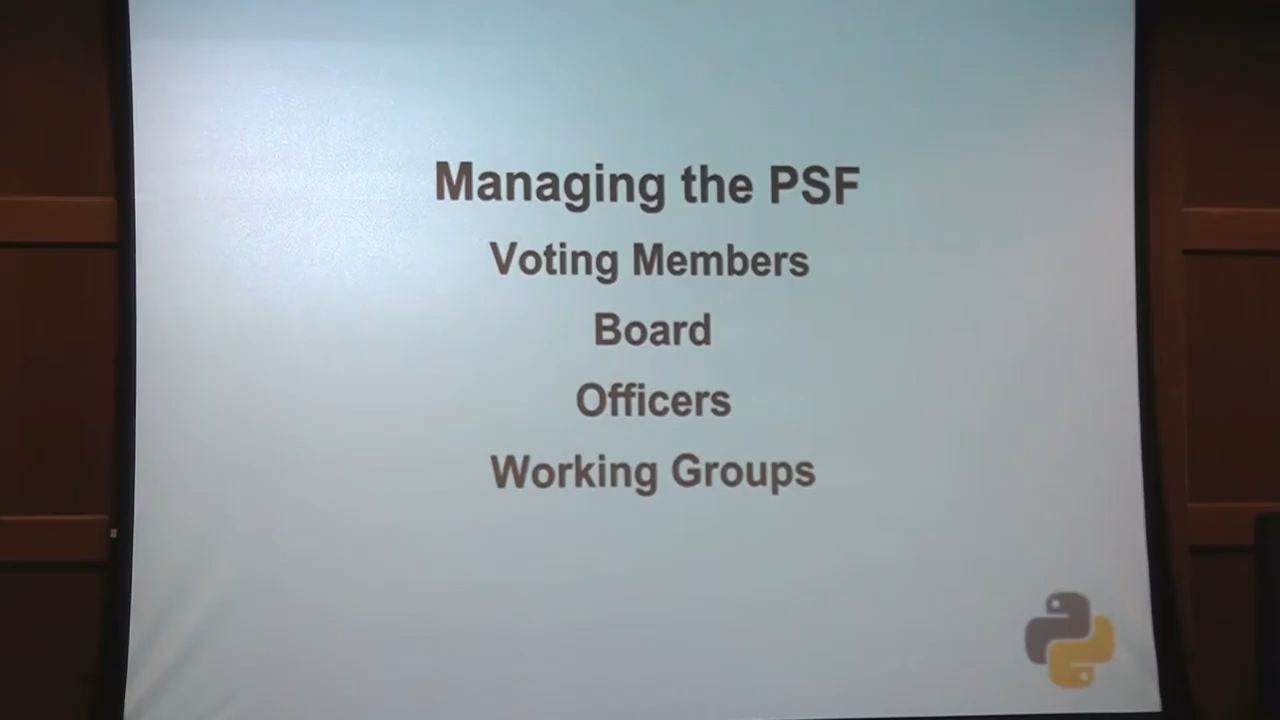 Managing the PSF
Voting Members
Board
Officers
Working Groups